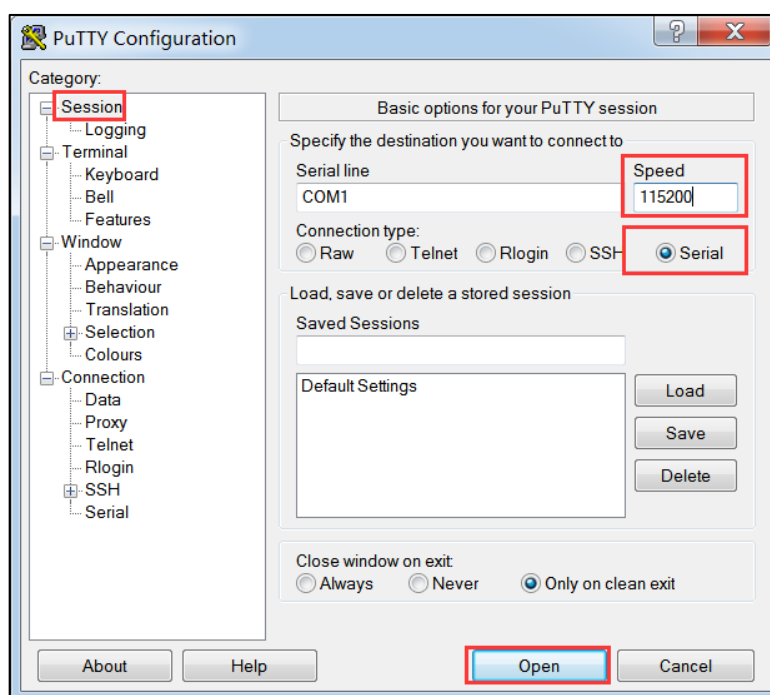 PuTTY Configuration
Category:
Session
Logging
Terminal
Keyboard
Bell
Features
Window
Appearance
Behaviour
Translation
Selection
Colours
Connection
Data
Proxy
Telnet
Rlogin
SSH
Serial
Basic options for your PuTTY session
Specify the destination you want to connect to
Serial line Speed
COM1 115200
Connection type:
Raw Telnet Rlogin SSH Serial
Load, save or delete a stored session
Saved Sessions
Default Settings
Load
Save
Delete
Close window on exit:
Always Never Only on clean exit
About Help Open Cancel